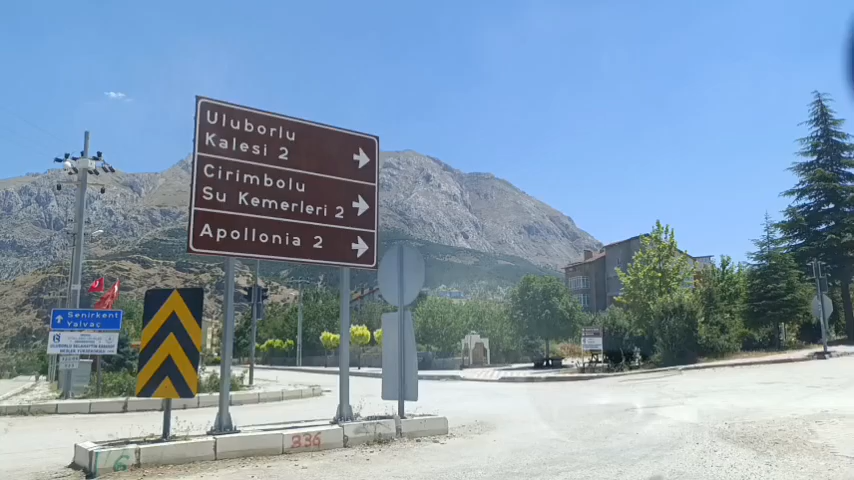 Uluborlu
Kalesi 2
Cirimbolu
Su Kemerleri 2
Apollonia 2
Senirkent
Yalvaç
336